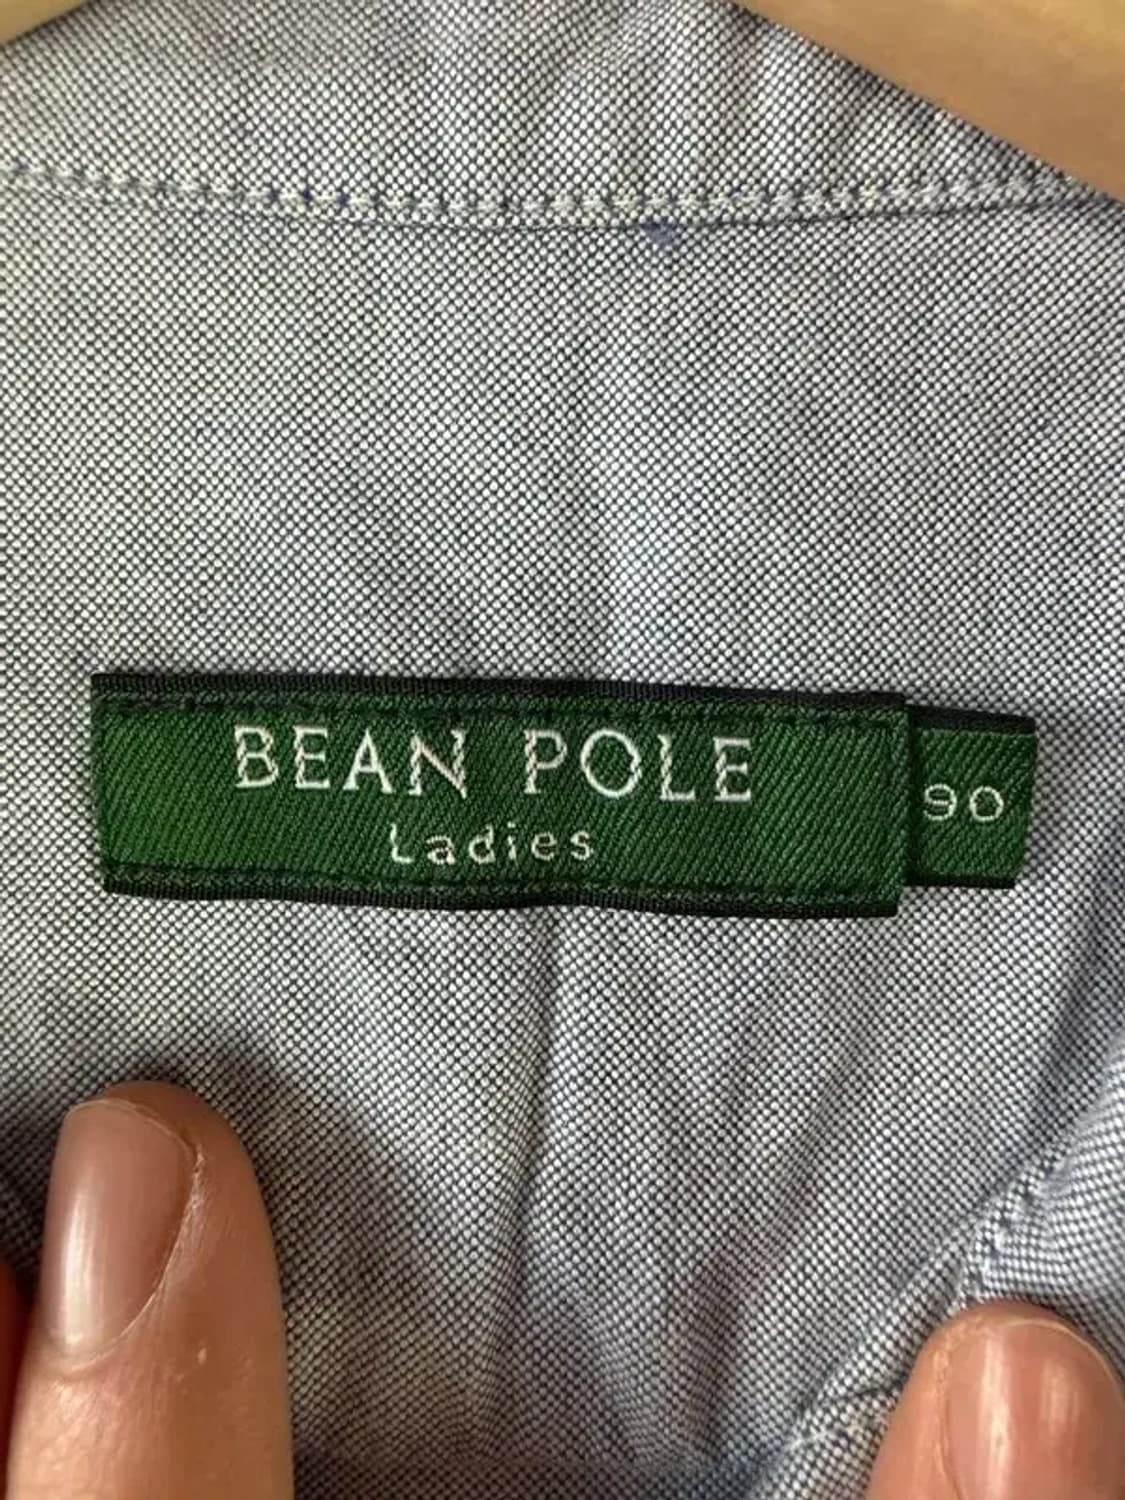 BEAN POLE
Ladies
90